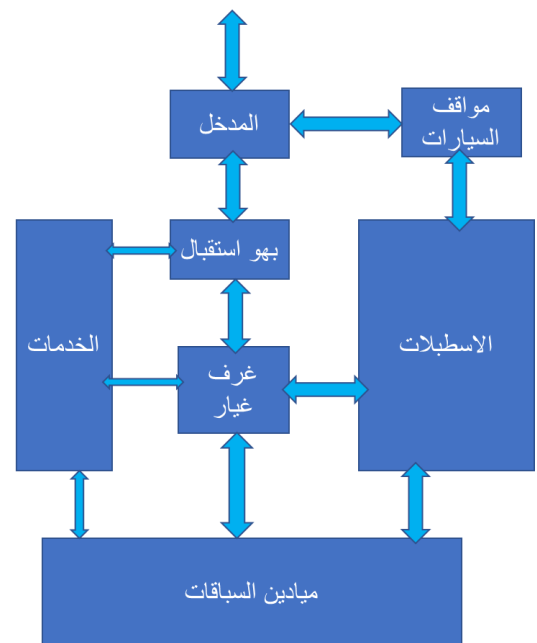 المدخل
مواقف
السيارات
بهو استقبال
الخدمات
الاسطبلات
غرف
غيار
ميادين السباقات